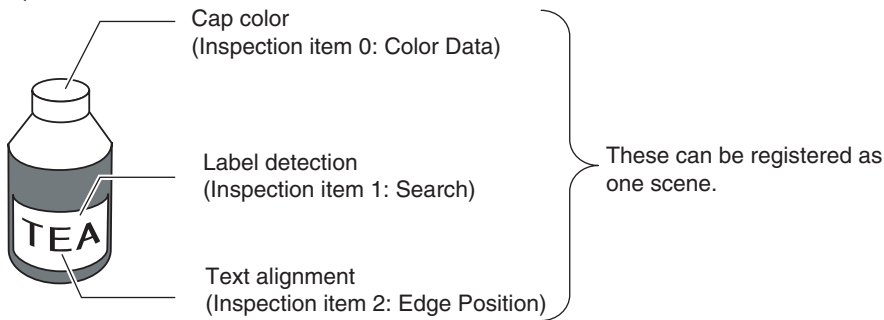 Cap color
(Inspection item 0: Color Data)
Label detection
(Inspection item 1: Search)
These can be registered as
one scene.
TEA
Text alignment
(Inspection item 2: Edge Position)